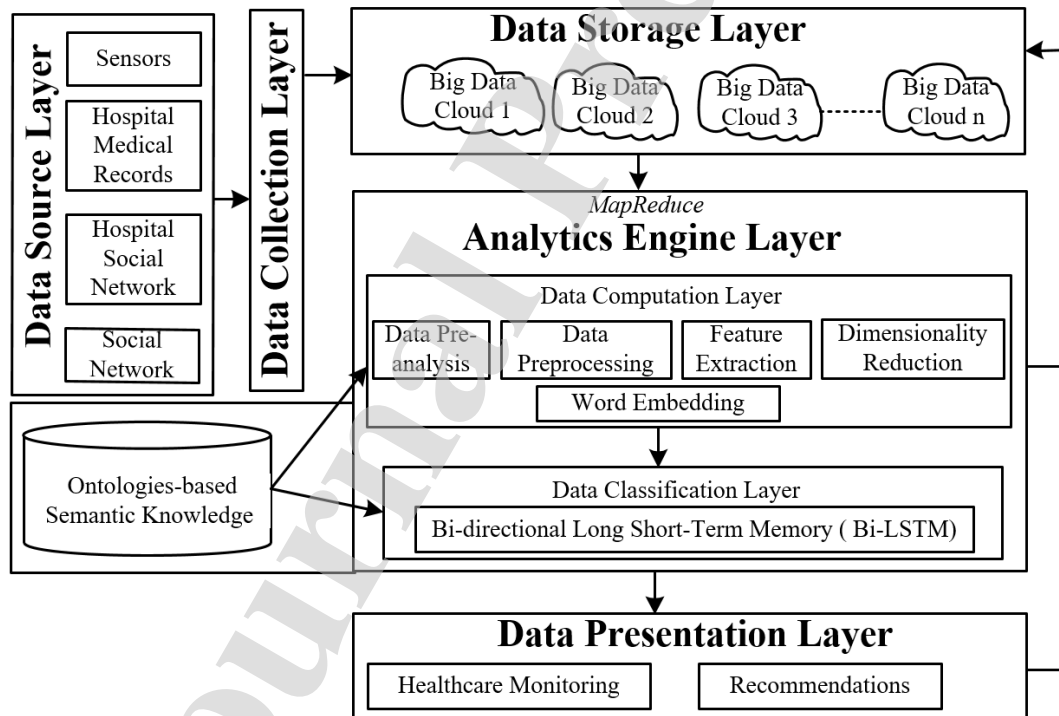 Data Source Layer
Sensors
Hospital
Medical
Records
Hospital
Social
Network
Social
Network
Data Collection Layer
Data Storage Layer
Big Data
Cloud 1
Big Data
Cloud 2
Big Data
Cloud 3
Big Data
Cloud n
MapReduce
Analytics Engine Layer
Data Computation Layer
Data Pre-
analysis
Data
Preprocessing
Feature
Extraction
Dimensionality
Reduction
Word Embedding
Ontologies-based
Semantic Knowledge
Data Classification Layer
Bi-directional Long Short-Term Memory ( Bi-LSTM)
Data Presentation Layer
Healthcare Monitoring
Recommendations
ournal Pro